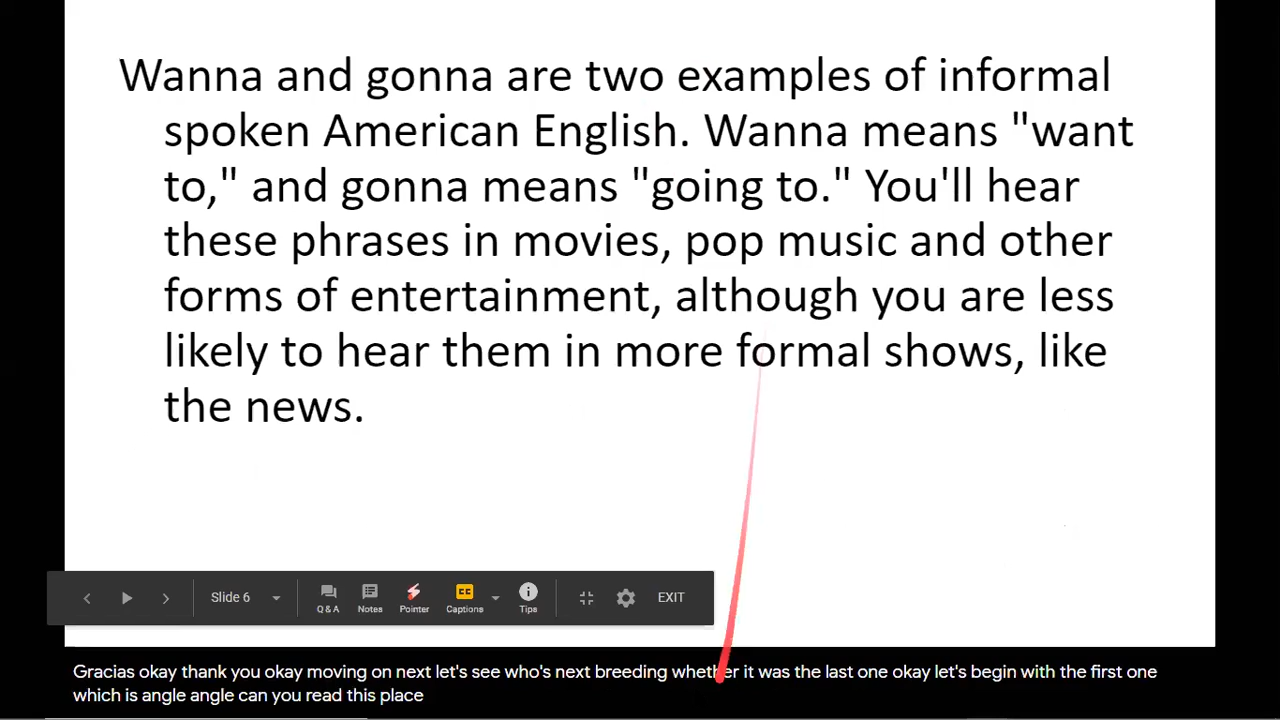 Wanna and gonna are two examples of informal
spoken American English. Wanna means "want
to," and gonna means "going to." You'll hear
these phrases in movies, pop music and other
forms of entertainment, although you are less
likely to hear them in more formal shows, like
the news.
Slide 6
Q & A
Notes
Pointer
CC
Captions
Tips
EXIT
Gracias okay thank you okay moving on next let's see who's next breeding whether it was the last one okay let's begin with the first one
which is angle angle can you read this place